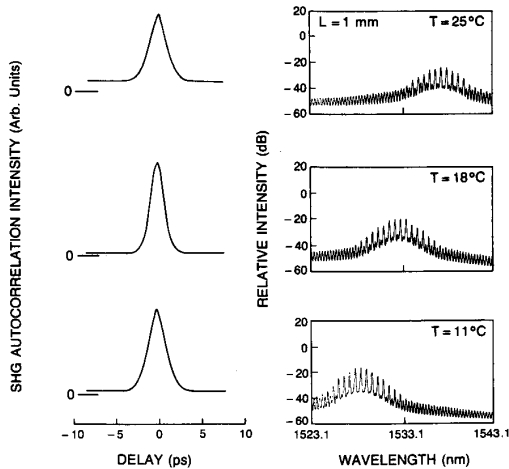 SHG AUTOCORRELATION INTENSITY (Arb. Units)
0
0
0
-10 -5 0 5 10
DELAY (ps)
RELATIVE INTENSITY (dB)
L = 1 mm T = 25°C
20
0
-20
-40
-60
T = 18°C
20
0
-20
-40
-60
T = 11°C
20
0
-20
-40
-60
1523.1 1533.1 1543.1
WAVELENGTH (nm)